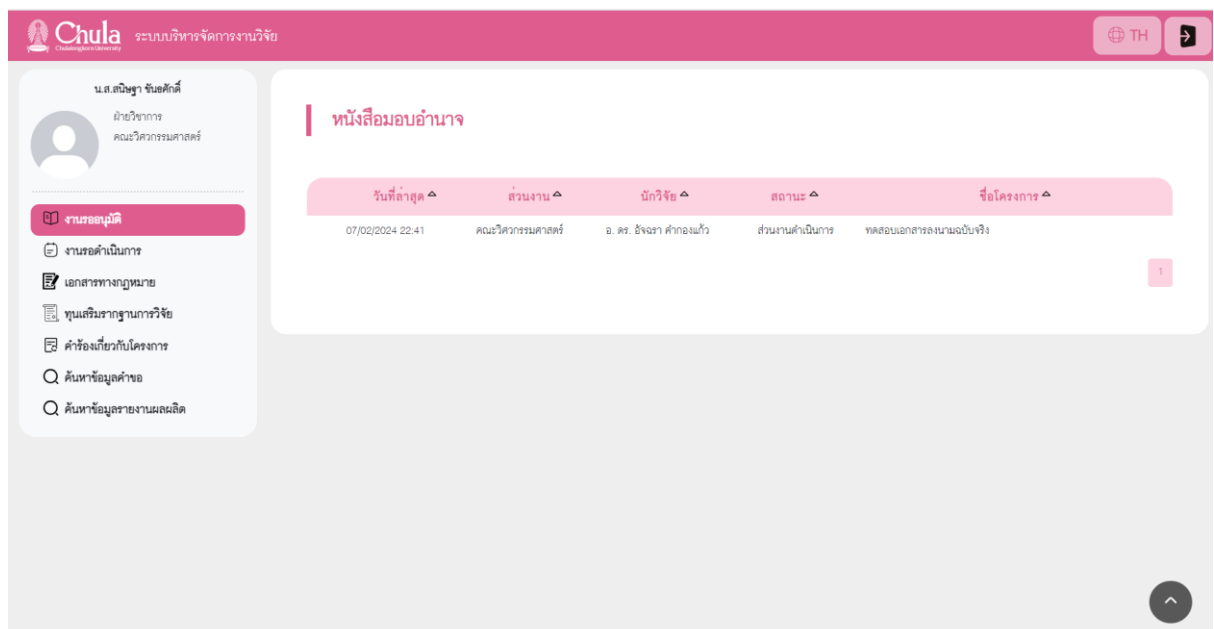 Chula
Chulalongkorn University
ระบบบริหารจัดการงานวิจัย
TH
น.ส.สนิษฐา ขันธศักดิ์
ฝ่ายวิชาการ
คณะวิศวกรรมศาสตร์
งานรออนุมัติ
งานรอดำเนินการ
เอกสารทางกฎหมาย
ทุนเสริมรากฐานการวิจัย
คำร้องเกี่ยวกับโครงการ
ค้นหาข้อมูลคำขอ
ค้นหาข้อมูลรายงานผลผลิต
หนังสือมอบอำนาจ
วันที่ล่าสุด ส่วนงาน นักวิจัย สถานะ ชื่อโครงการ
07/02/2024 22:41 คณะวิศวกรรมศาสตร์ อ. ดร. อัจฉรา คำกองแก้ว ส่วนงานดำเนินการ ทดสอบเอกสารลงนามฉบับจริง
1